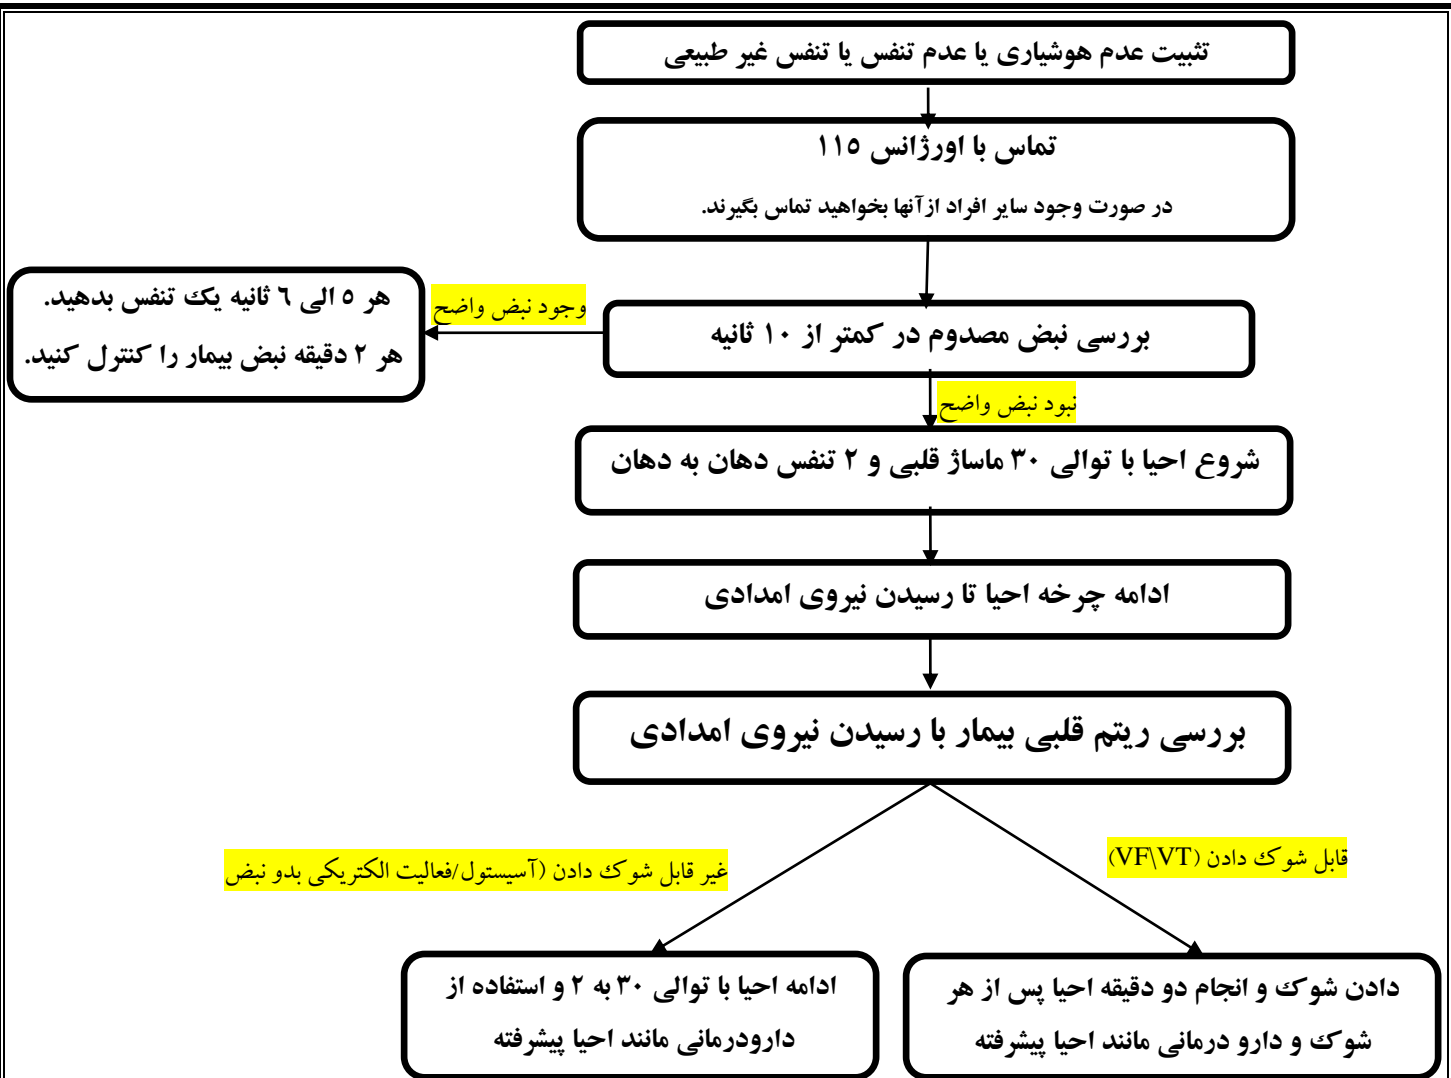 تثبیت عدم هوشیاری یا عدم تنفس یا تنفس غیر طبیعی
تماس با اورژانس ۱۱۵
در صورت وجود سایر افراد ازآنها بخواهید تماس بگیرند.
بررسی نبض مصدوم در کمتر از ۱۰ ثانیه
وجود نبض واضح
هر ۵ الی ۶ ثانیه یک تنفس بدهید.
هر ۲ دقیقه نبض بیمار را کنترل کنید.
نبود نبض واضح
شروع احیا با توالی ۳۰ ماساژ قلبی و ۲ تنفس دهان به دهان
ادامه چرخه احیا تا رسیدن نیروی امدادی
بررسی ریتم قلبی بیمار با رسیدن نیروی امدادی
قابل شوک دادن (VF\VT)
غیر قابل شوک دادن (آسیستول/فعالیت الکتریکی بدو نبض
دادن شوک و انجام دو دقیقه احیا پس از هر
شوک و دارو درمانی مانند احیا پیشرفته
ادامه احیا با توالی ۳۰ به ۲ و استفاده از
دارودرمانی مانند احیا پیشرفته